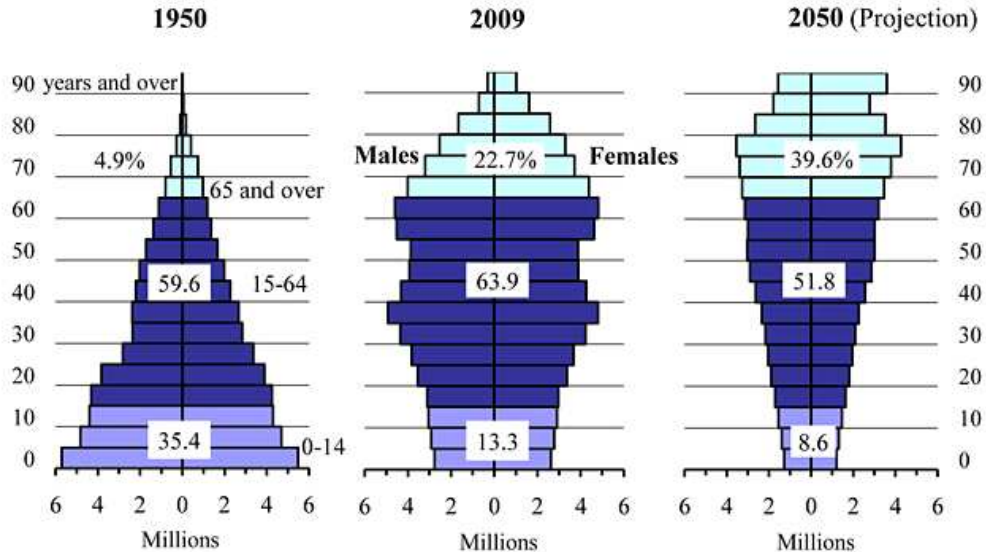 1950
2009
2050 (Projection)
90 years and over
80
70
60
50
40
30
20
10
0
4.9%
65 and over
59.6
15-64
35.4
0-14
6 4 2 0 2 4 6
Millions
Males
22.7%
Females
63.9
13.3
6 4 2 0 2 4 6
Millions
39.6%
51.8
8.6
90
80
70
60
50
40
30
20
10
0
6 4 2 0 2 4 6
Millions